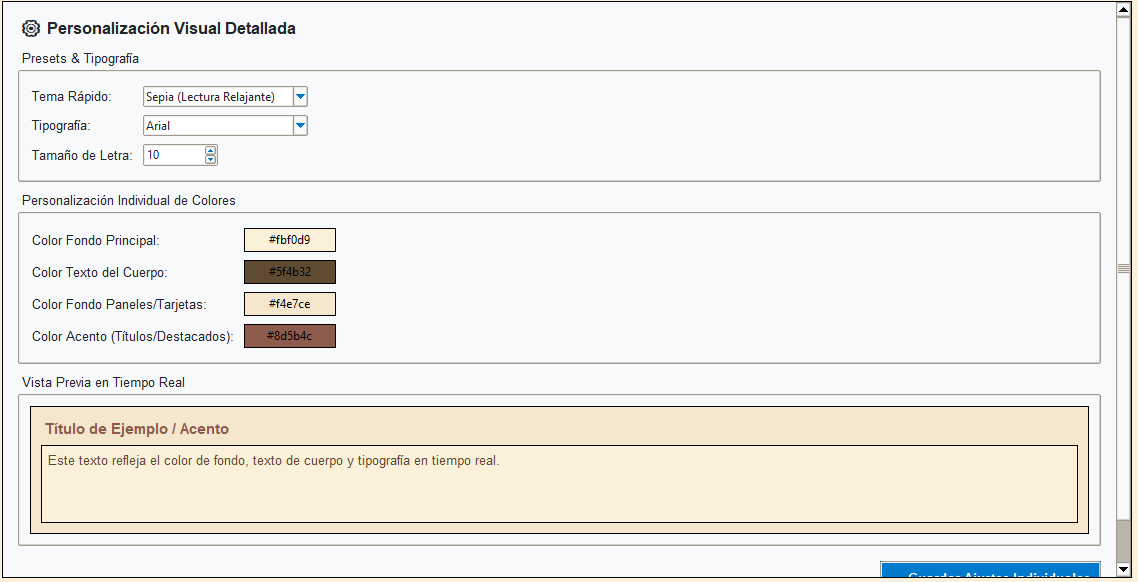 Personalización Visual Detallada
Presets & Tipografía
Tema Rápido: Sepia (Lectura Relajante)
Tipografía: Arial
Tamaño de Letra: 10
Personalización Individual de Colores
Color Fondo Principal: #fbf0d9
Color Texto del Cuerpo: #5f4b32
Color Fondo Paneles/Tarjetas: #f4e7ce
Color Acento (Títulos/Destacados): #8d5b4c
Vista Previa en Tiempo Real
Título de Ejemplo / Acento
Este texto refleja el color de fondo, texto de cuerpo y tipografía en tiempo real.
Guardar Ajustes Individuales